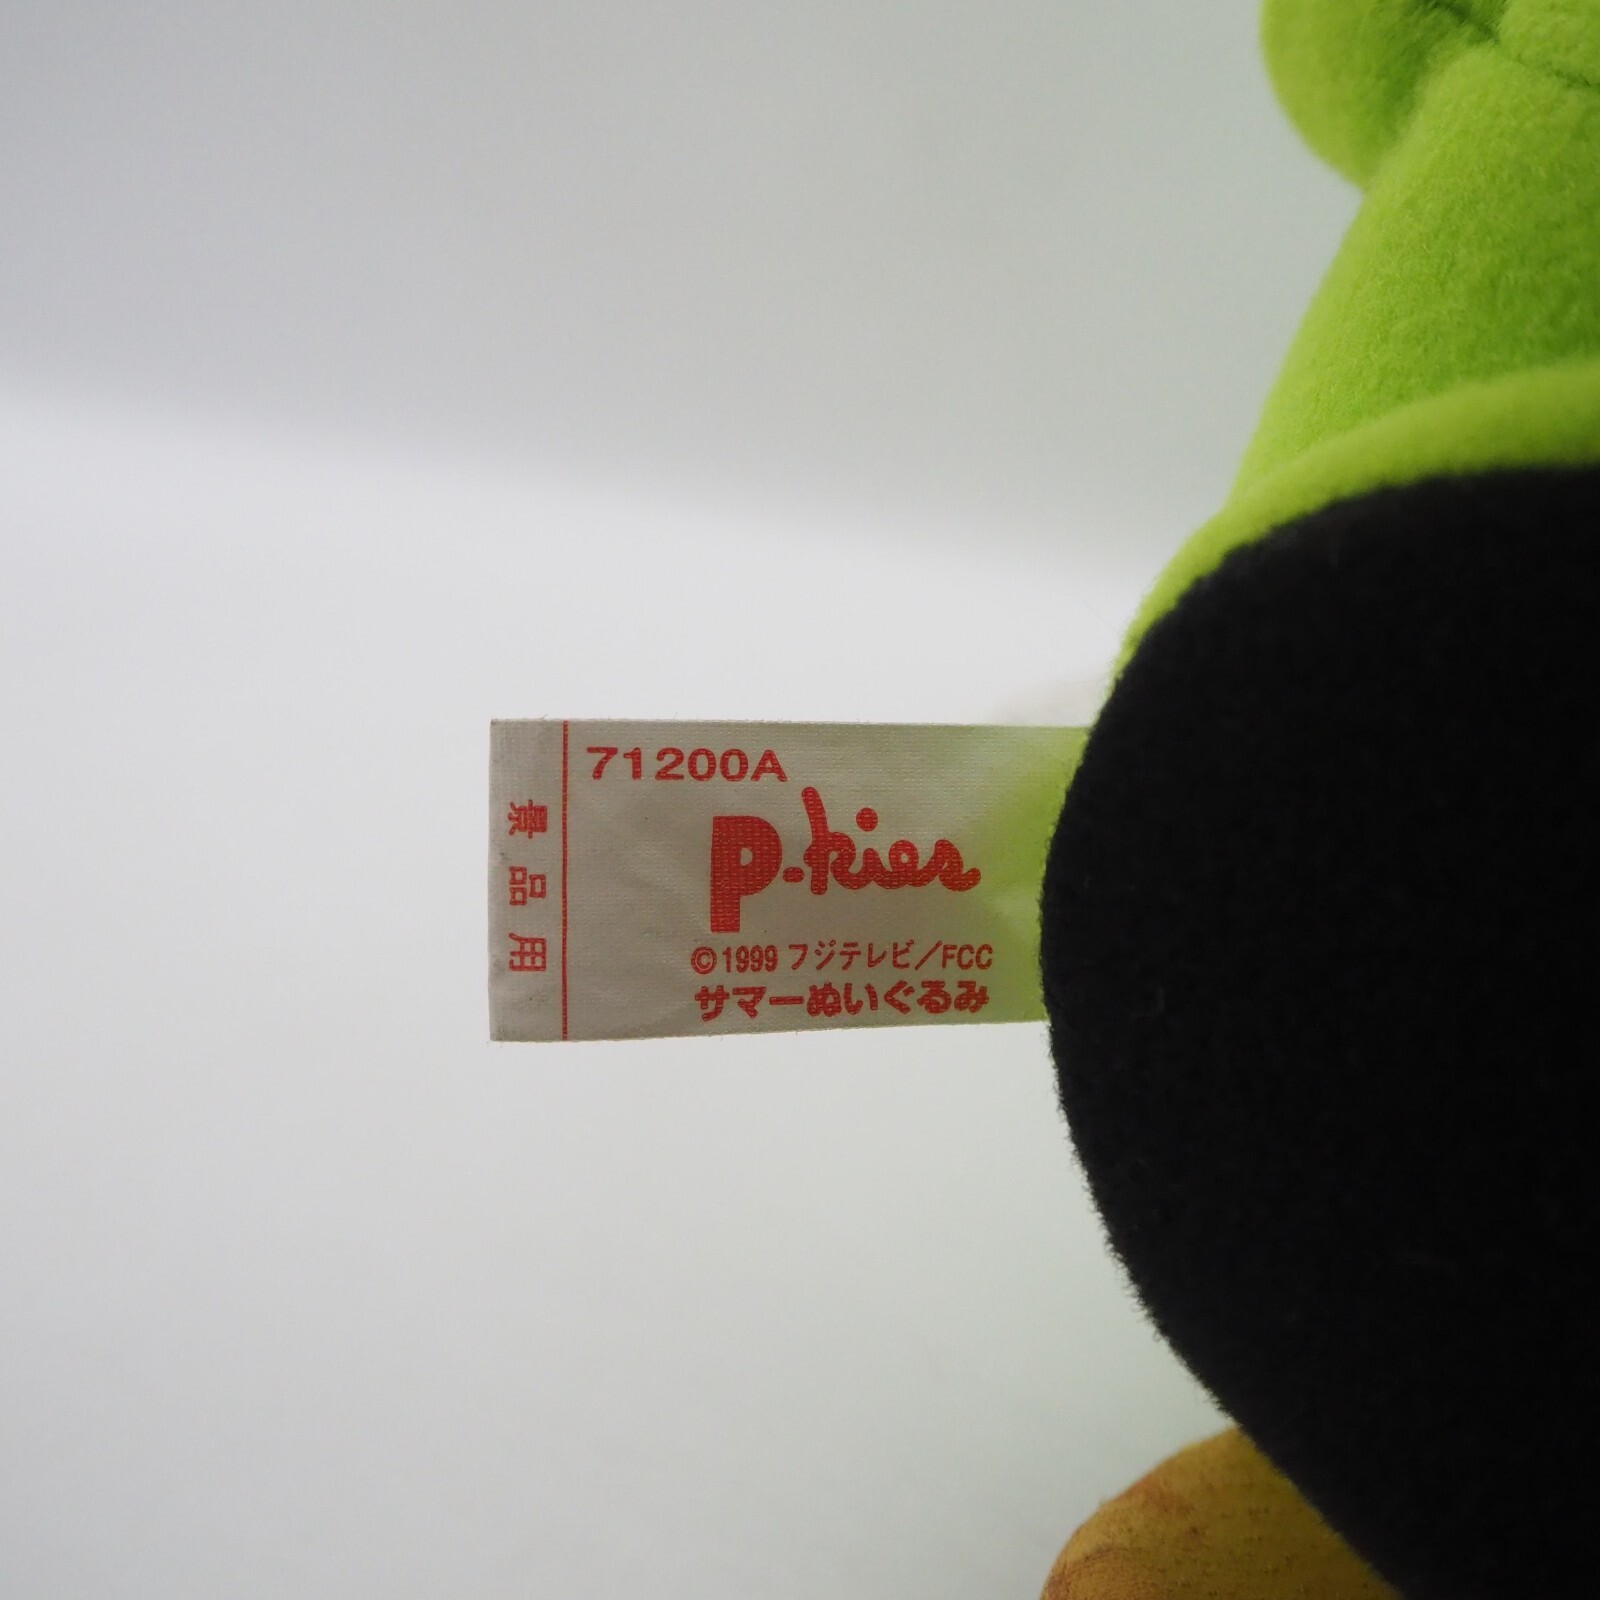 71200A
p-kies
©1999 フジテレビ/FCC
サマーぬいぐるみ
景品用